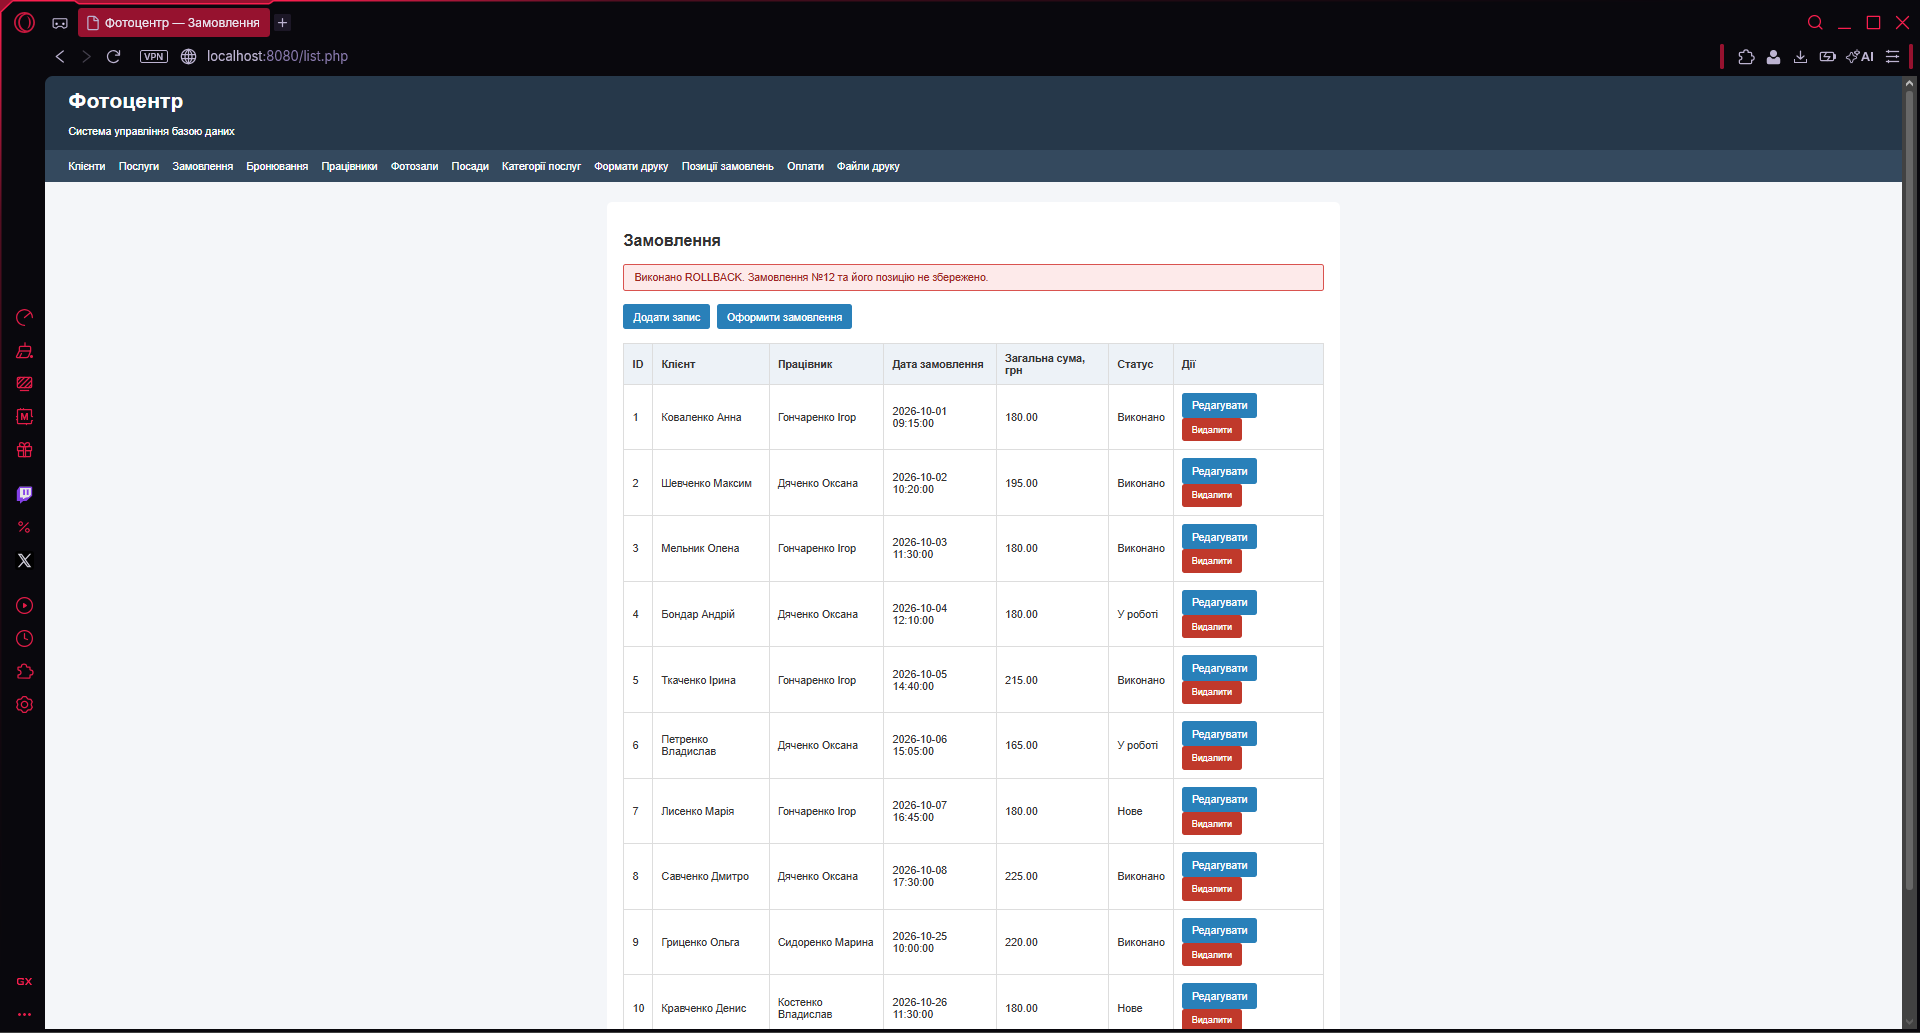 Фотоцентр — Замовлення
VPN
localhost:8080/list.php
AI
Фотоцентр
Система управління базою даних
Клієнти Послуги Замовлення Бронювання Працівники Фотозали Посади Категорії послуг Формати друку Позиції замовлень Оплати Файли друку
Замовлення
Виконано ROLLBACK. Замовлення №12 та його позицію не збережено.
Додати запис Оформити замовлення
ID Клієнт Працівник Дата замовлення Загальна сума, грн Статус Дії
1 Коваленко Анна Гончаренко Ігор 2026-10-01 09:15:00 180.00 Виконано Редагувати Видалити
2 Шевченко Максим Дяченко Оксана 2026-10-02 10:20:00 195.00 Виконано Редагувати Видалити
3 Мельник Олена Гончаренко Ігор 2026-10-03 11:30:00 180.00 Виконано Редагувати Видалити
4 Бондар Андрій Дяченко Оксана 2026-10-04 12:10:00 180.00 У роботі Редагувати Видалити
5 Ткаченко Ірина Гончаренко Ігор 2026-10-05 14:40:00 215.00 Виконано Редагувати Видалити
6 Петренко Владислав Дяченко Оксана 2026-10-06 15:05:00 165.00 У роботі Редагувати Видалити
7 Лисенко Марія Гончаренко Ігор 2026-10-07 16:45:00 180.00 Нове Редагувати Видалити
8 Савченко Дмитро Дяченко Оксана 2026-10-08 17:30:00 225.00 Виконано Редагувати Видалити
9 Гриценко Ольга Сидоренко Марина 2026-10-25 10:00:00 220.00 Виконано Редагувати Видалити
10 Кравченко Денис Костенко Владислав 2026-10-26 11:30:00 180.00 Нове Редагувати Видалити
M
GX